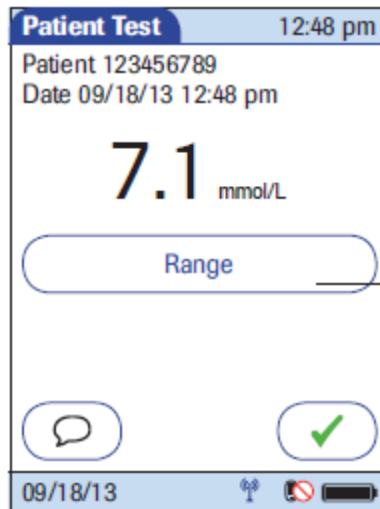 Patient Test 12:48 pm
Patient 123456789
Date 09/18/13 12:48 pm
7.1 mmol/L
Range
09/18/13